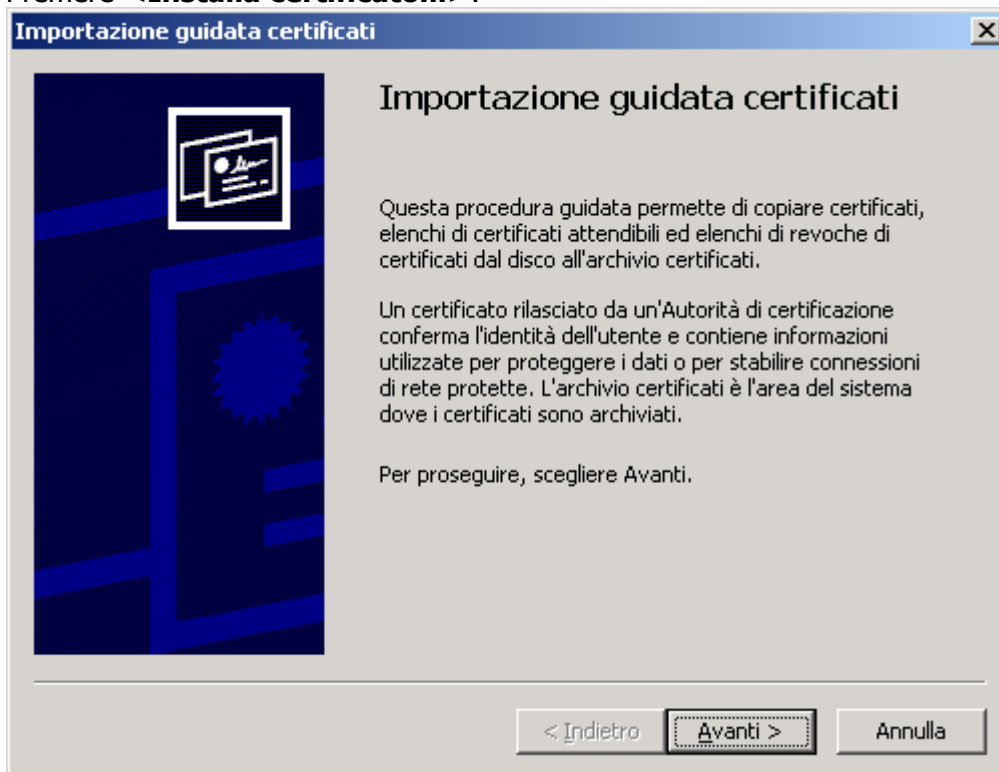 Premere <Installa certificato...>.
Importazione guidata certificati
Importazione guidata certificati
Questa procedura guidata permette di copiare certificati,
elenchi di certificati attendibili ed elenchi di revoche di
certificati dal disco all'archivio certificati.
Un certificato rilasciato da un'Autorità di certificazione
conferma l'identità dell'utente e contiene informazioni
utilizzate per proteggere i dati o per stabilire connessioni
di rete protette. L'archivio certificati è l'area del sistema
dove i certificati sono archiviati.
Per proseguire, scegliere Avanti.
< Indietro Avanti > Annulla